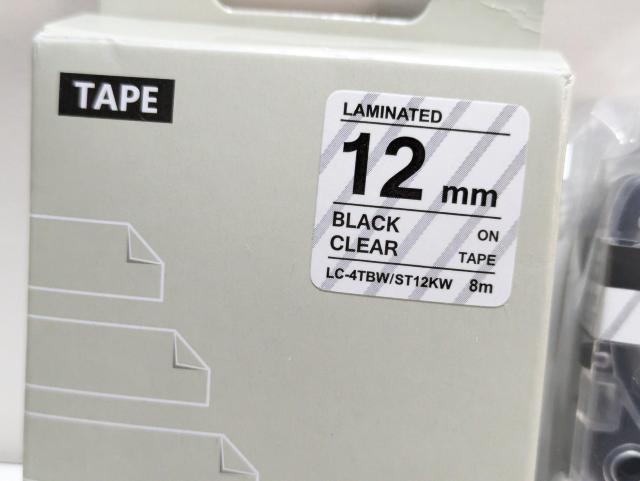 TAPE
LAMINATED
12 mm
BLACK ON
CLEAR TAPE
LC-4TBW/ST12KW 8m